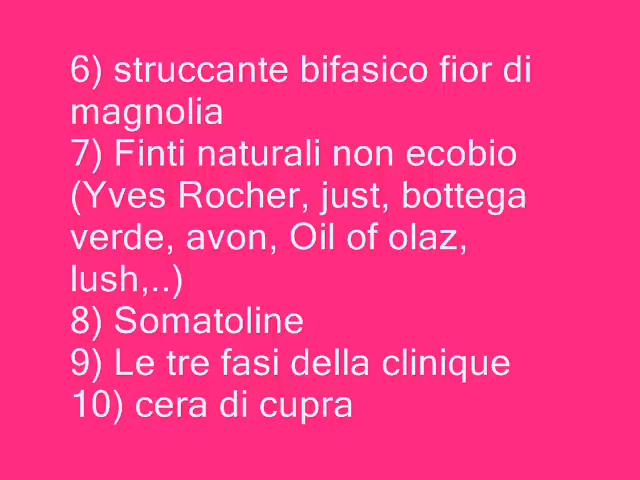 6) struccante bifasico fior di
magnolia
7) Finti naturali non ecobio
(Yves Rocher, just, bottega
verde, avon, Oil of olaz,
lush,..)
8) Somatoline
9) Le tre fasi della clinique
10) cera di cupra